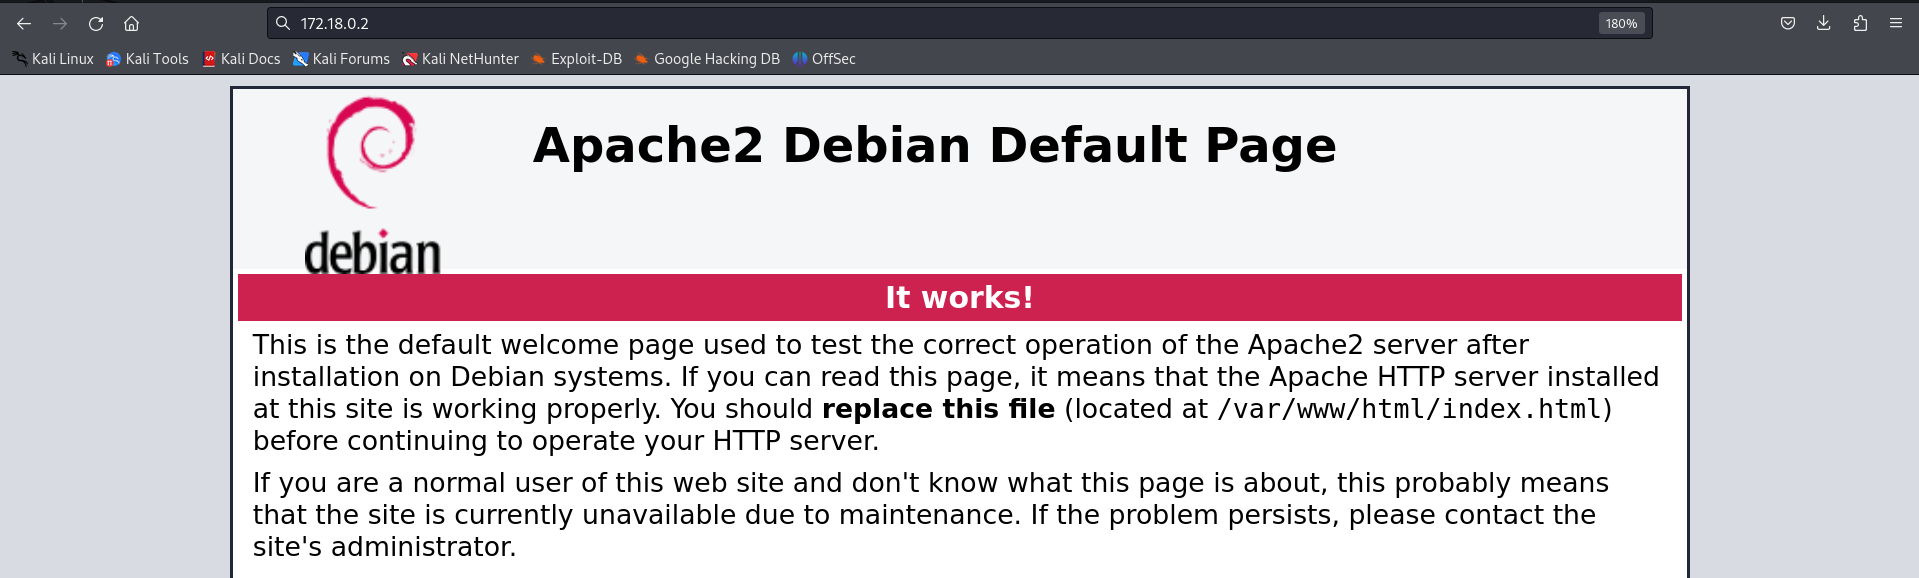 172.18.0.2
180%
Kali Linux Kali Tools Kali Docs Kali Forums Kali NetHunter Exploit-DB Google Hacking DB OffSec
debian
Apache2 Debian Default Page
It works!
This is the default welcome page used to test the correct operation of the Apache2 server after
installation on Debian systems. If you can read this page, it means that the Apache HTTP server installed
at this site is working properly. You should replace this file (located at /var/www/html/index.html)
before continuing to operate your HTTP server.
If you are a normal user of this web site and don't know what this page is about, this probably means
that the site is currently unavailable due to maintenance. If the problem persists, please contact the
site's administrator.